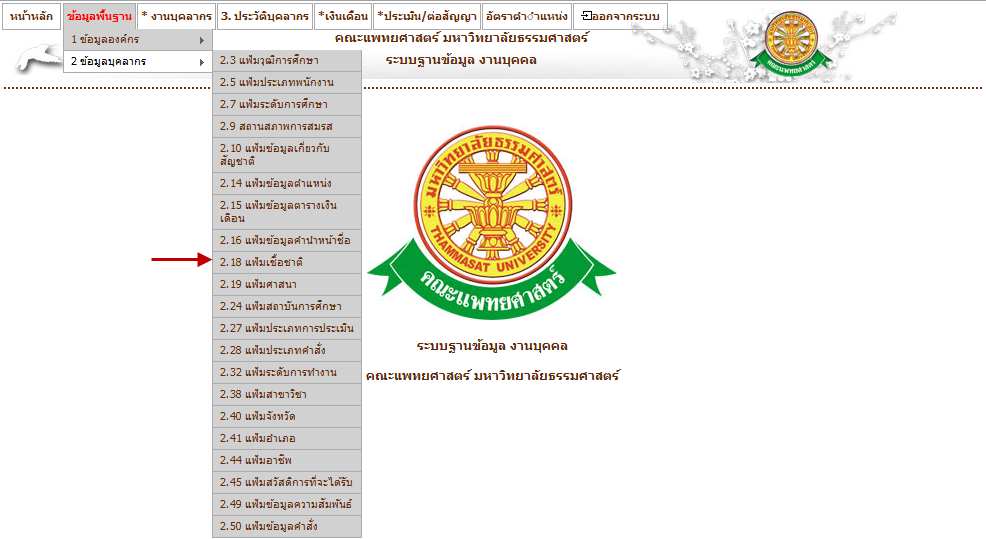 หน้าหลัก ข้อมูลพื้นฐาน * งานบุคลากร 3. ประวัติบุคลากร *เงินเดือน *ประเมิน/ต่อสัญญา อัตราตำแหน่ง ออกจากระบบ
1 ข้อมูลองค์กร
2 ข้อมูลบุคลากร
คณะแพทยศาสตร์ มหาวิทยาลัยธรรมศาสตร์
ระบบฐานข้อมูล งานบุคคล
2.3 แฟ้มวุฒิการศึกษา
2.5 แฟ้มประเภทพนักงาน
2.7 แฟ้มระดับการศึกษา
2.9 สถานสภาพการสมรส
2.10 แฟ้มข้อมูลเกี่ยวกับ
สัญชาติ
2.14 แฟ้มข้อมูลตำแหน่ง
2.15 แฟ้มข้อมูลตารางเงิน
เดือน
2.16 แฟ้มข้อมูลคำนำหน้าชื่อ
2.18 แฟ้มเชื้อชาติ
2.19 แฟ้มศาสนา
2.24 แฟ้มสถาบันการศึกษา
2.27 แฟ้มประเภทการประเมิน
2.28 แฟ้มประเภทคำสั่ง
2.32 แฟ้มระดับการทำงาน
2.38 แฟ้มสาขาวิชา
2.40 แฟ้มจังหวัด
2.41 แฟ้มอำเภอ
2.44 แฟ้มอาชีพ
2.45 แฟ้มสวัสดิการที่จะได้รับ
2.49 แฟ้มข้อมูลความสัมพันธ์
2.50 แฟ้มข้อมูลคำสั่ง
มหาวิทยาลัยธรรมศาสตร์
THAMMASAT UNIVERSITY
คณะแพทยศาสตร์
ระบบฐานข้อมูล งานบุคคล
คณะแพทยศาสตร์ มหาวิทยาลัยธรรมศาสตร์